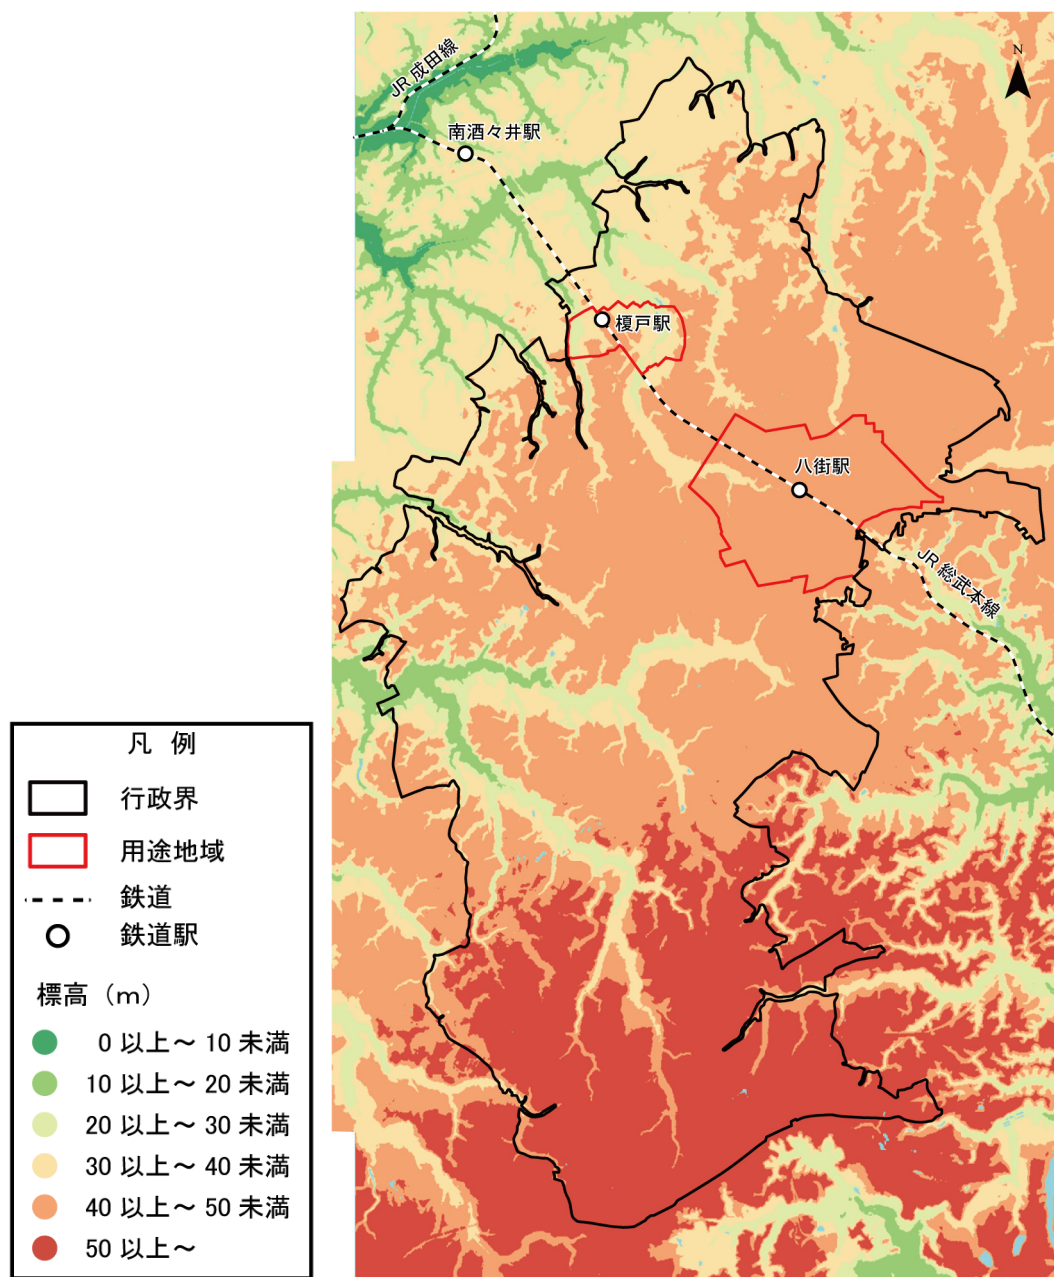 N
JR 成田線
南酒々井駅
榎戸駅
八街駅
JR 総武本線
凡 例
行政界
用途地域
鉄道
鉄道駅
標高（m）
0 以上～ 10 未満
10 以上～ 20 未満
20 以上～ 30 未満
30 以上～ 40 未満
40 以上～ 50 未満
50 以上～